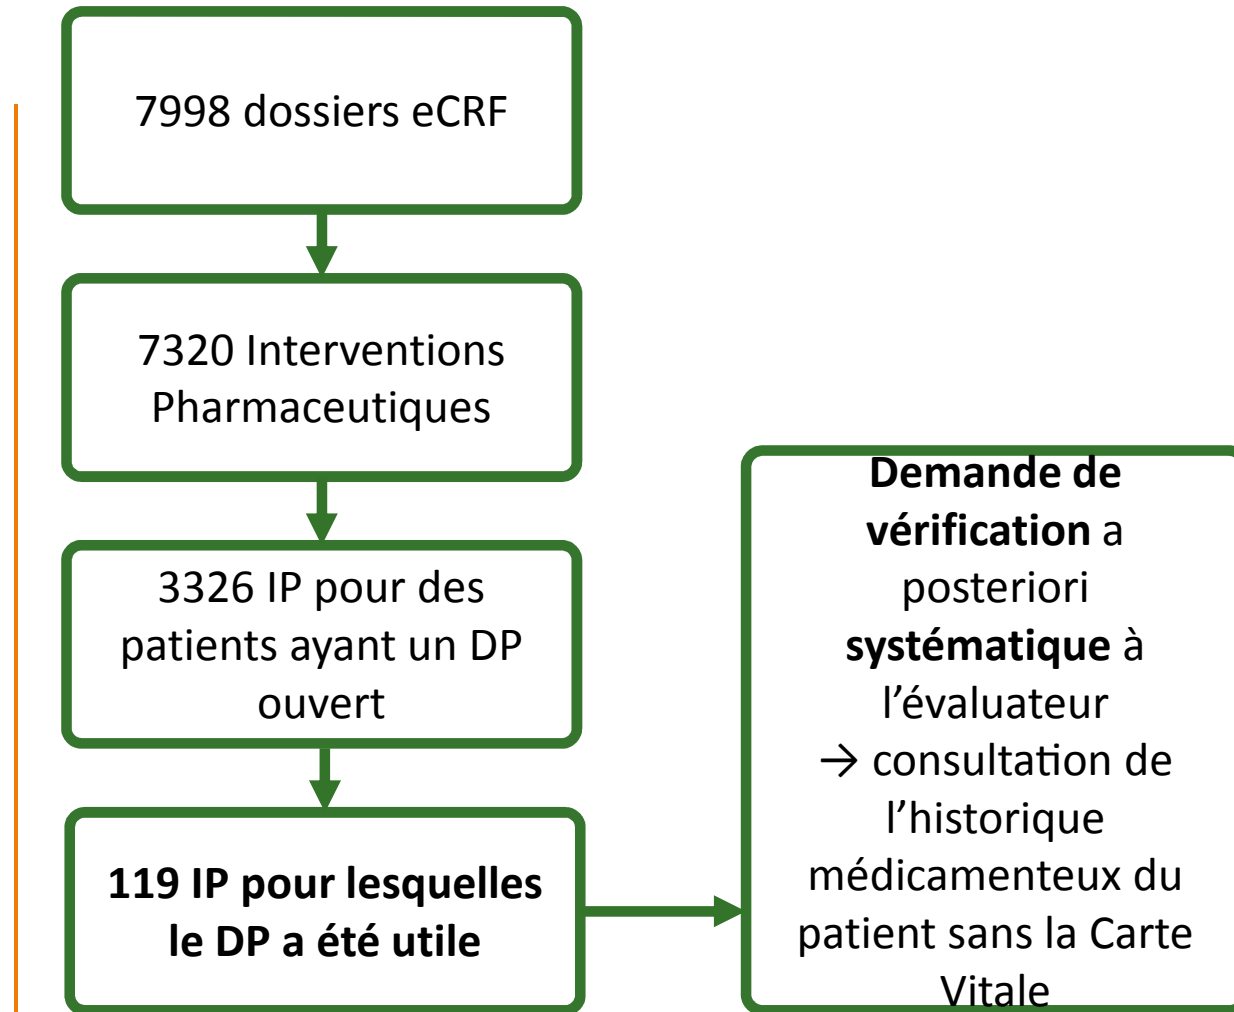 7998 dossiers eCRF
7320 Interventions
Pharmaceutiques
3326 IP pour des
patients ayant un DP
ouvert
119 IP pour lesquelles
le DP a été utile
Demande de
vérification a
posteriori
systématique à
l’évaluateur
→ consultation de
l’historique
médicamenteux du
patient sans la Carte
Vitale